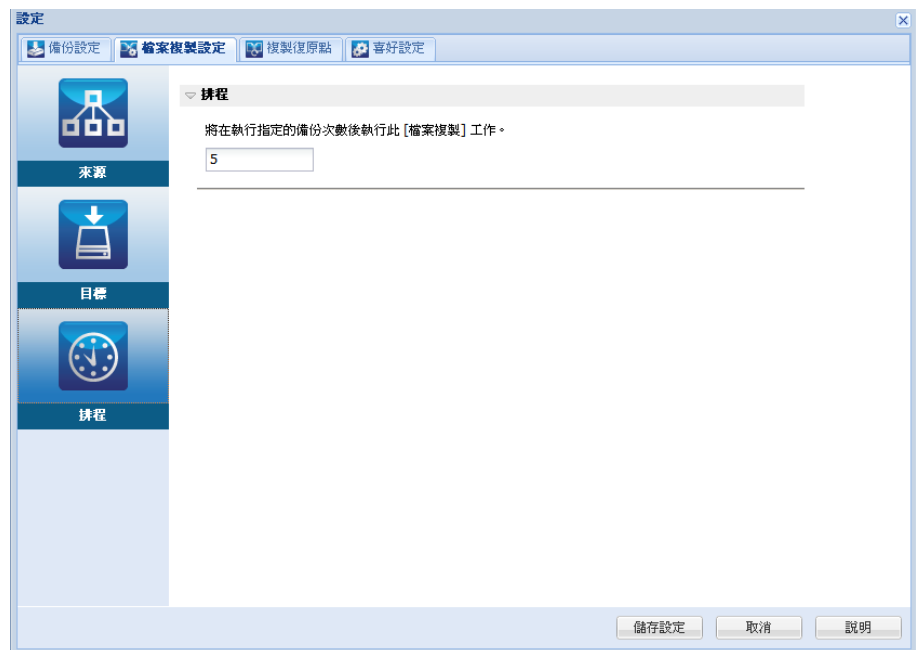 設定
備份設定 檔案複製設定 複製復原點 喜好設定
來源
目標
排程
排程
將在執行指定的備份次數後執行此 [檔案複製] 工作。
5
儲存設定 取消 說明